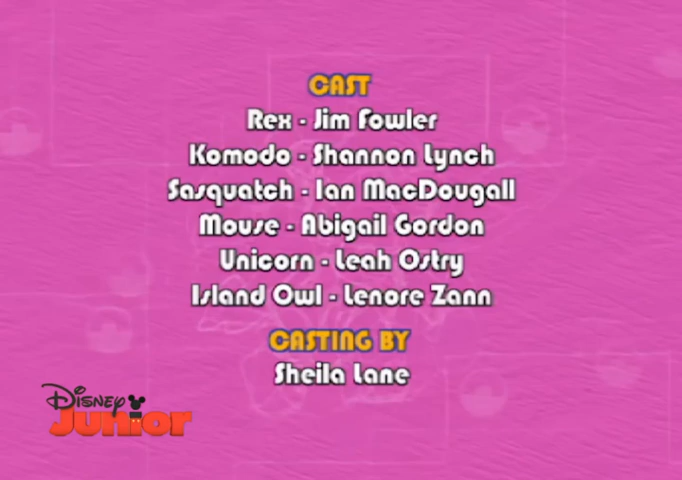 CAST
Rex - Jim Fowler
Komodo - Shannon Lynch
Sasquatch - Ian MacDougall
Mouse - Abigail Gordon
Unicorn - Leah Ostry
Island Owl - Lenore Zann
CASTING BY
Sheila Lane
Disney
Junior